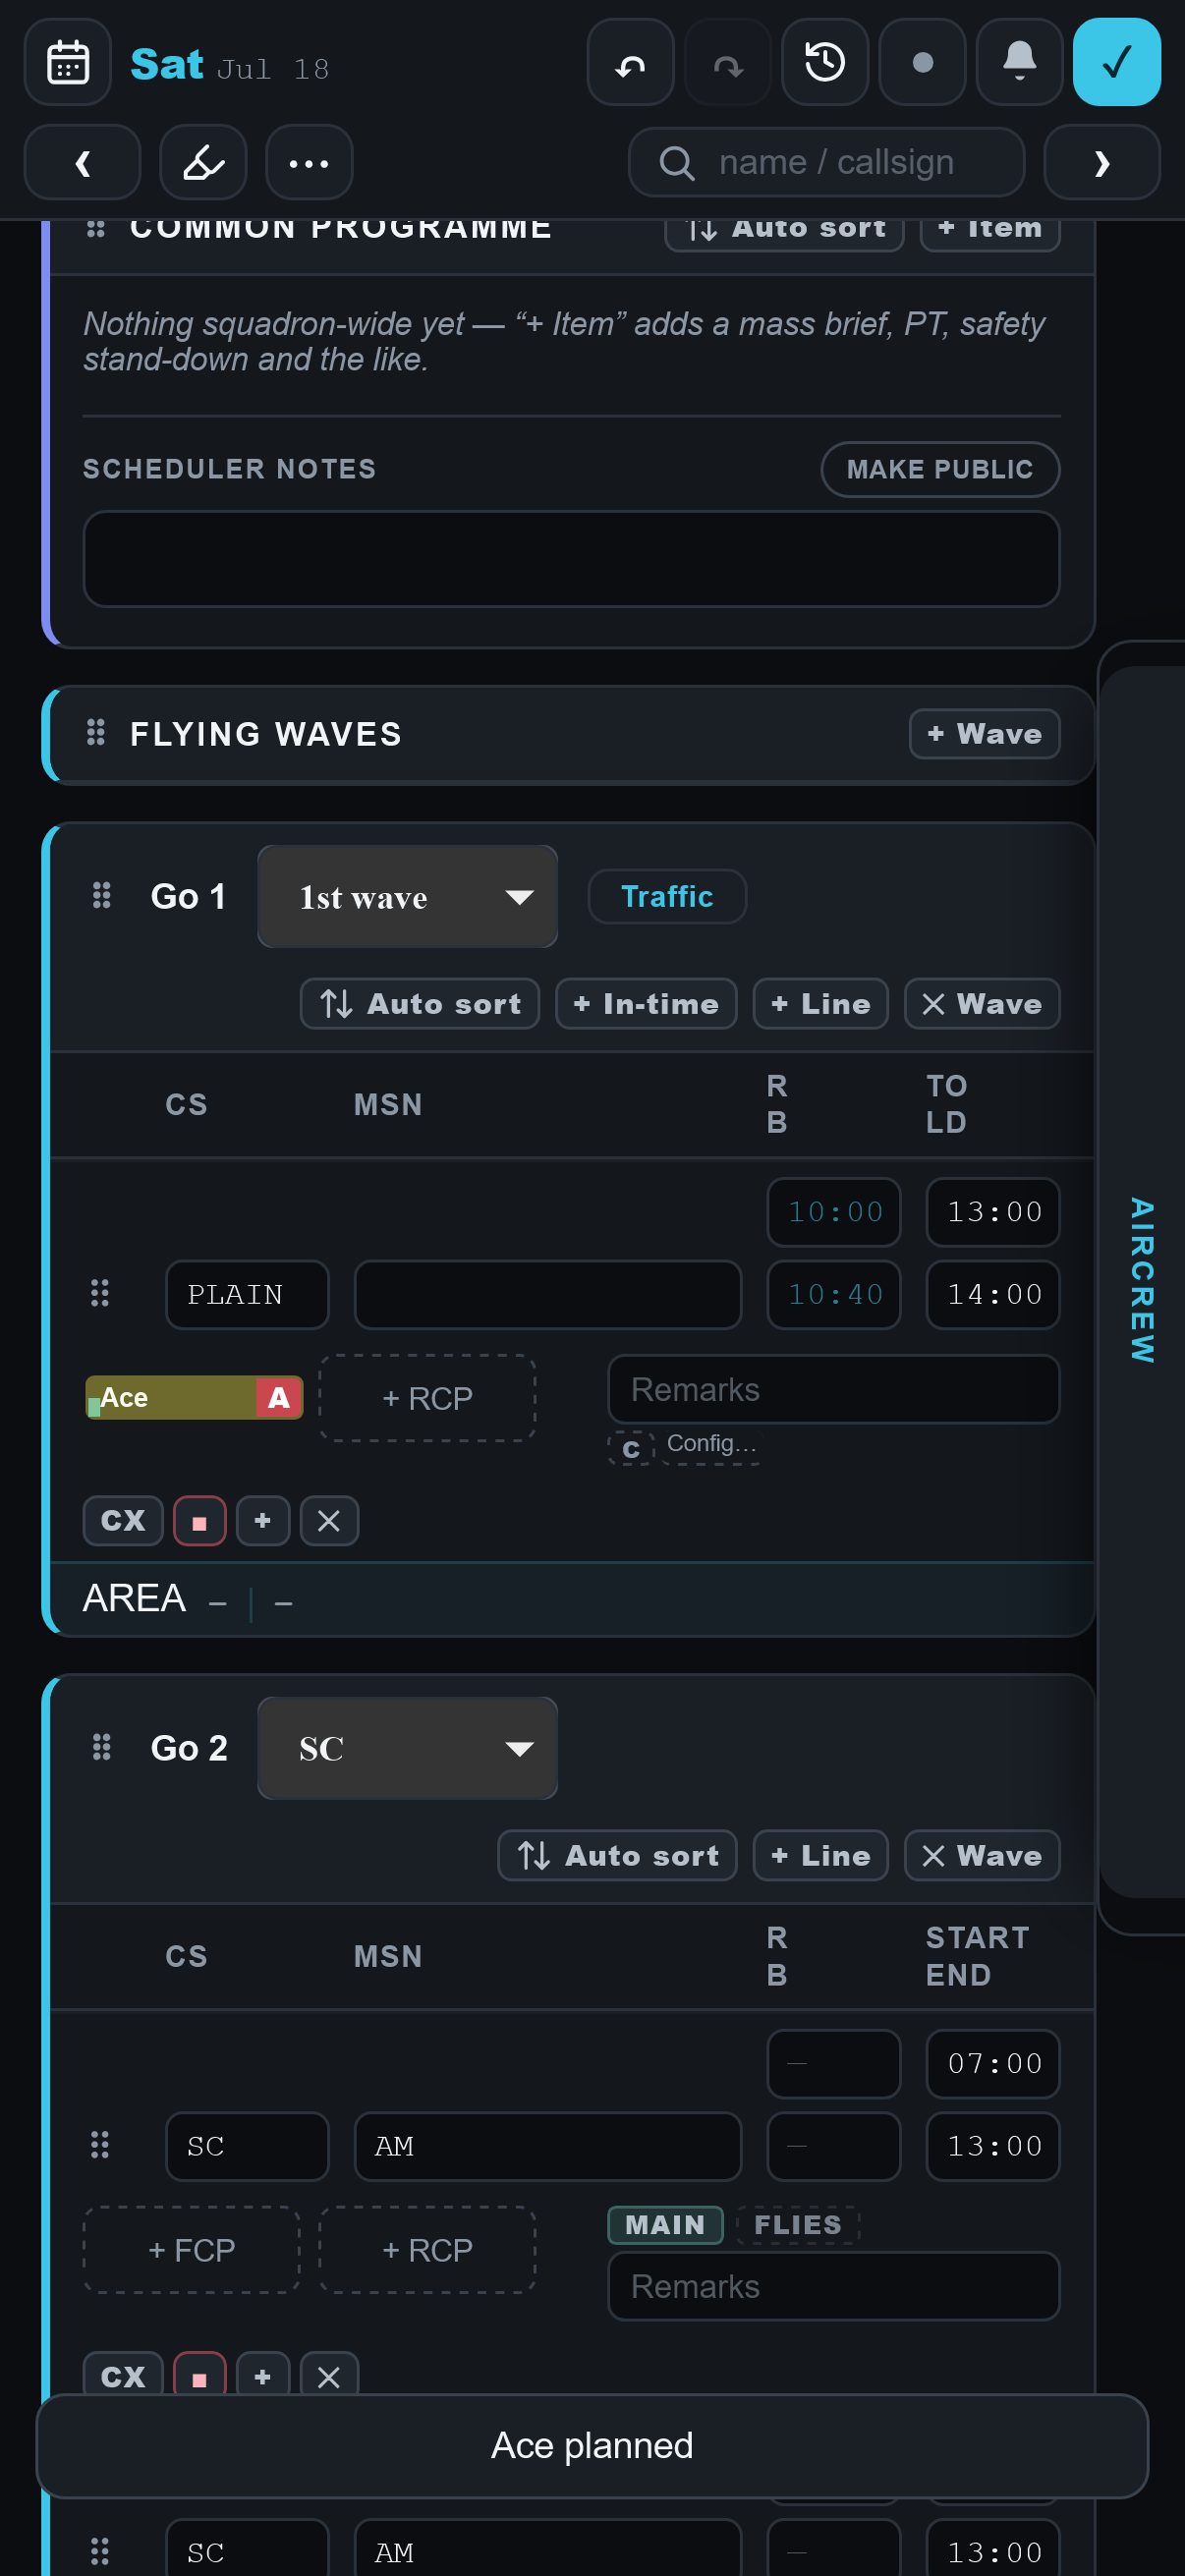 Sat Jul 18
name / callsign
COMMON PROGRAMME Auto sort + Item
Nothing squadron-wide yet — “+ Item” adds a mass brief, PT, safety
stand-down and the like.
SCHEDULER NOTES MAKE PUBLIC
FLYING WAVES + Wave
Go 1 1st wave Traffic
Auto sort + In-time + Line × Wave
CS MSN R TO
B LD
10:00 13:00
PLAIN 10:40 14:00
Ace A + RCP Remarks
C Config...
CX + ×
AREA – | –
AIRCREW
Go 2 SC
Auto sort + Line × Wave
CS MSN R START
B END
— 07:00
SC AM — 13:00
+ FCP + RCP MAIN FLIES
Remarks
CX + ×
Ace planned
SC AM — 13:00